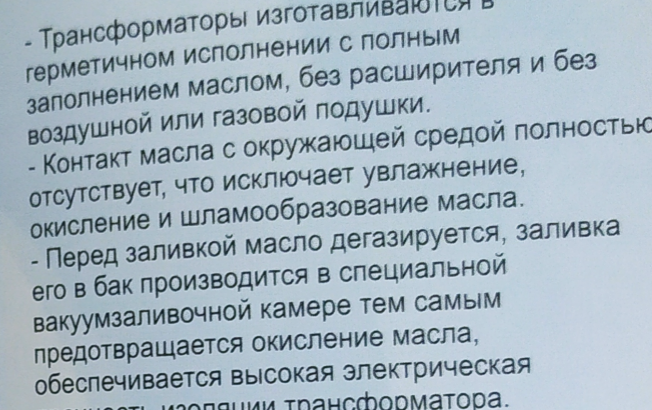 - Трансформаторы изготавливаются в
герметичном исполнении с полным
заполнением маслом, без расширителя и без
воздушной или газовой подушки.
- Контакт масла с окружающей средой полностью
отсутствует, что исключает увлажнение,
окисление и шламообразование масла.
- Перед заливкой масло дегазируется, заливка
его в бак производится в специальной
вакуумзаливочной камере тем самым
предотвращается окисление масла,
обеспечивается высокая электрическая
изоляции трансформатора.